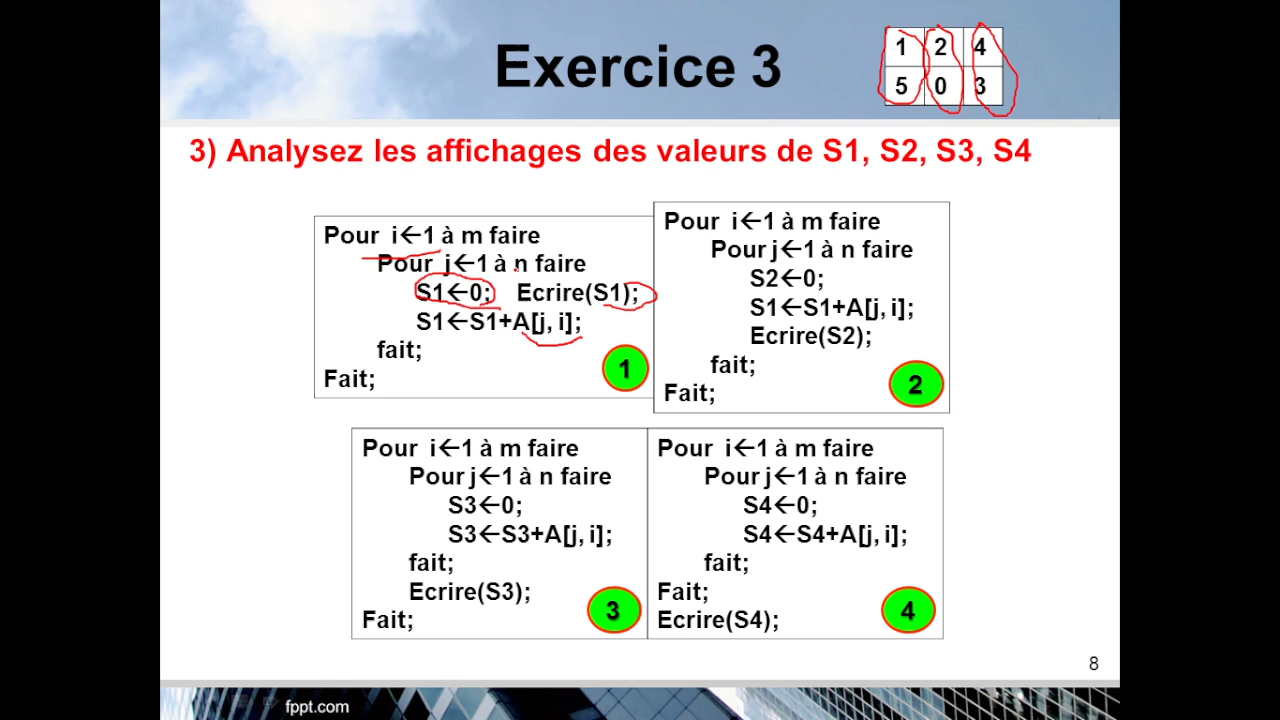 Exercice 3
1 2 4
5 0 3
3) Analysez les affichages des valeurs de S1, S2, S3, S4
Pour i←1 à m faire
Pour j←1 à n faire
S1←0; Ecrire(S1);
S1←S1+A[j, i];
fait;
Fait;
1
Pour i←1 à m faire
Pour j←1 à n faire
S2←0;
S1←S1+A[j, i];
Ecrire(S2);
fait;
Fait;
2
Pour i←1 à m faire
Pour j←1 à n faire
S3←0;
S3←S3+A[j, i];
fait;
Ecrire(S3);
Fait;
3
Pour i←1 à m faire
Pour j←1 à n faire
S4←0;
S4←S4+A[j, i];
fait;
Fait;
Ecrire(S4);
4
8
fppt.com